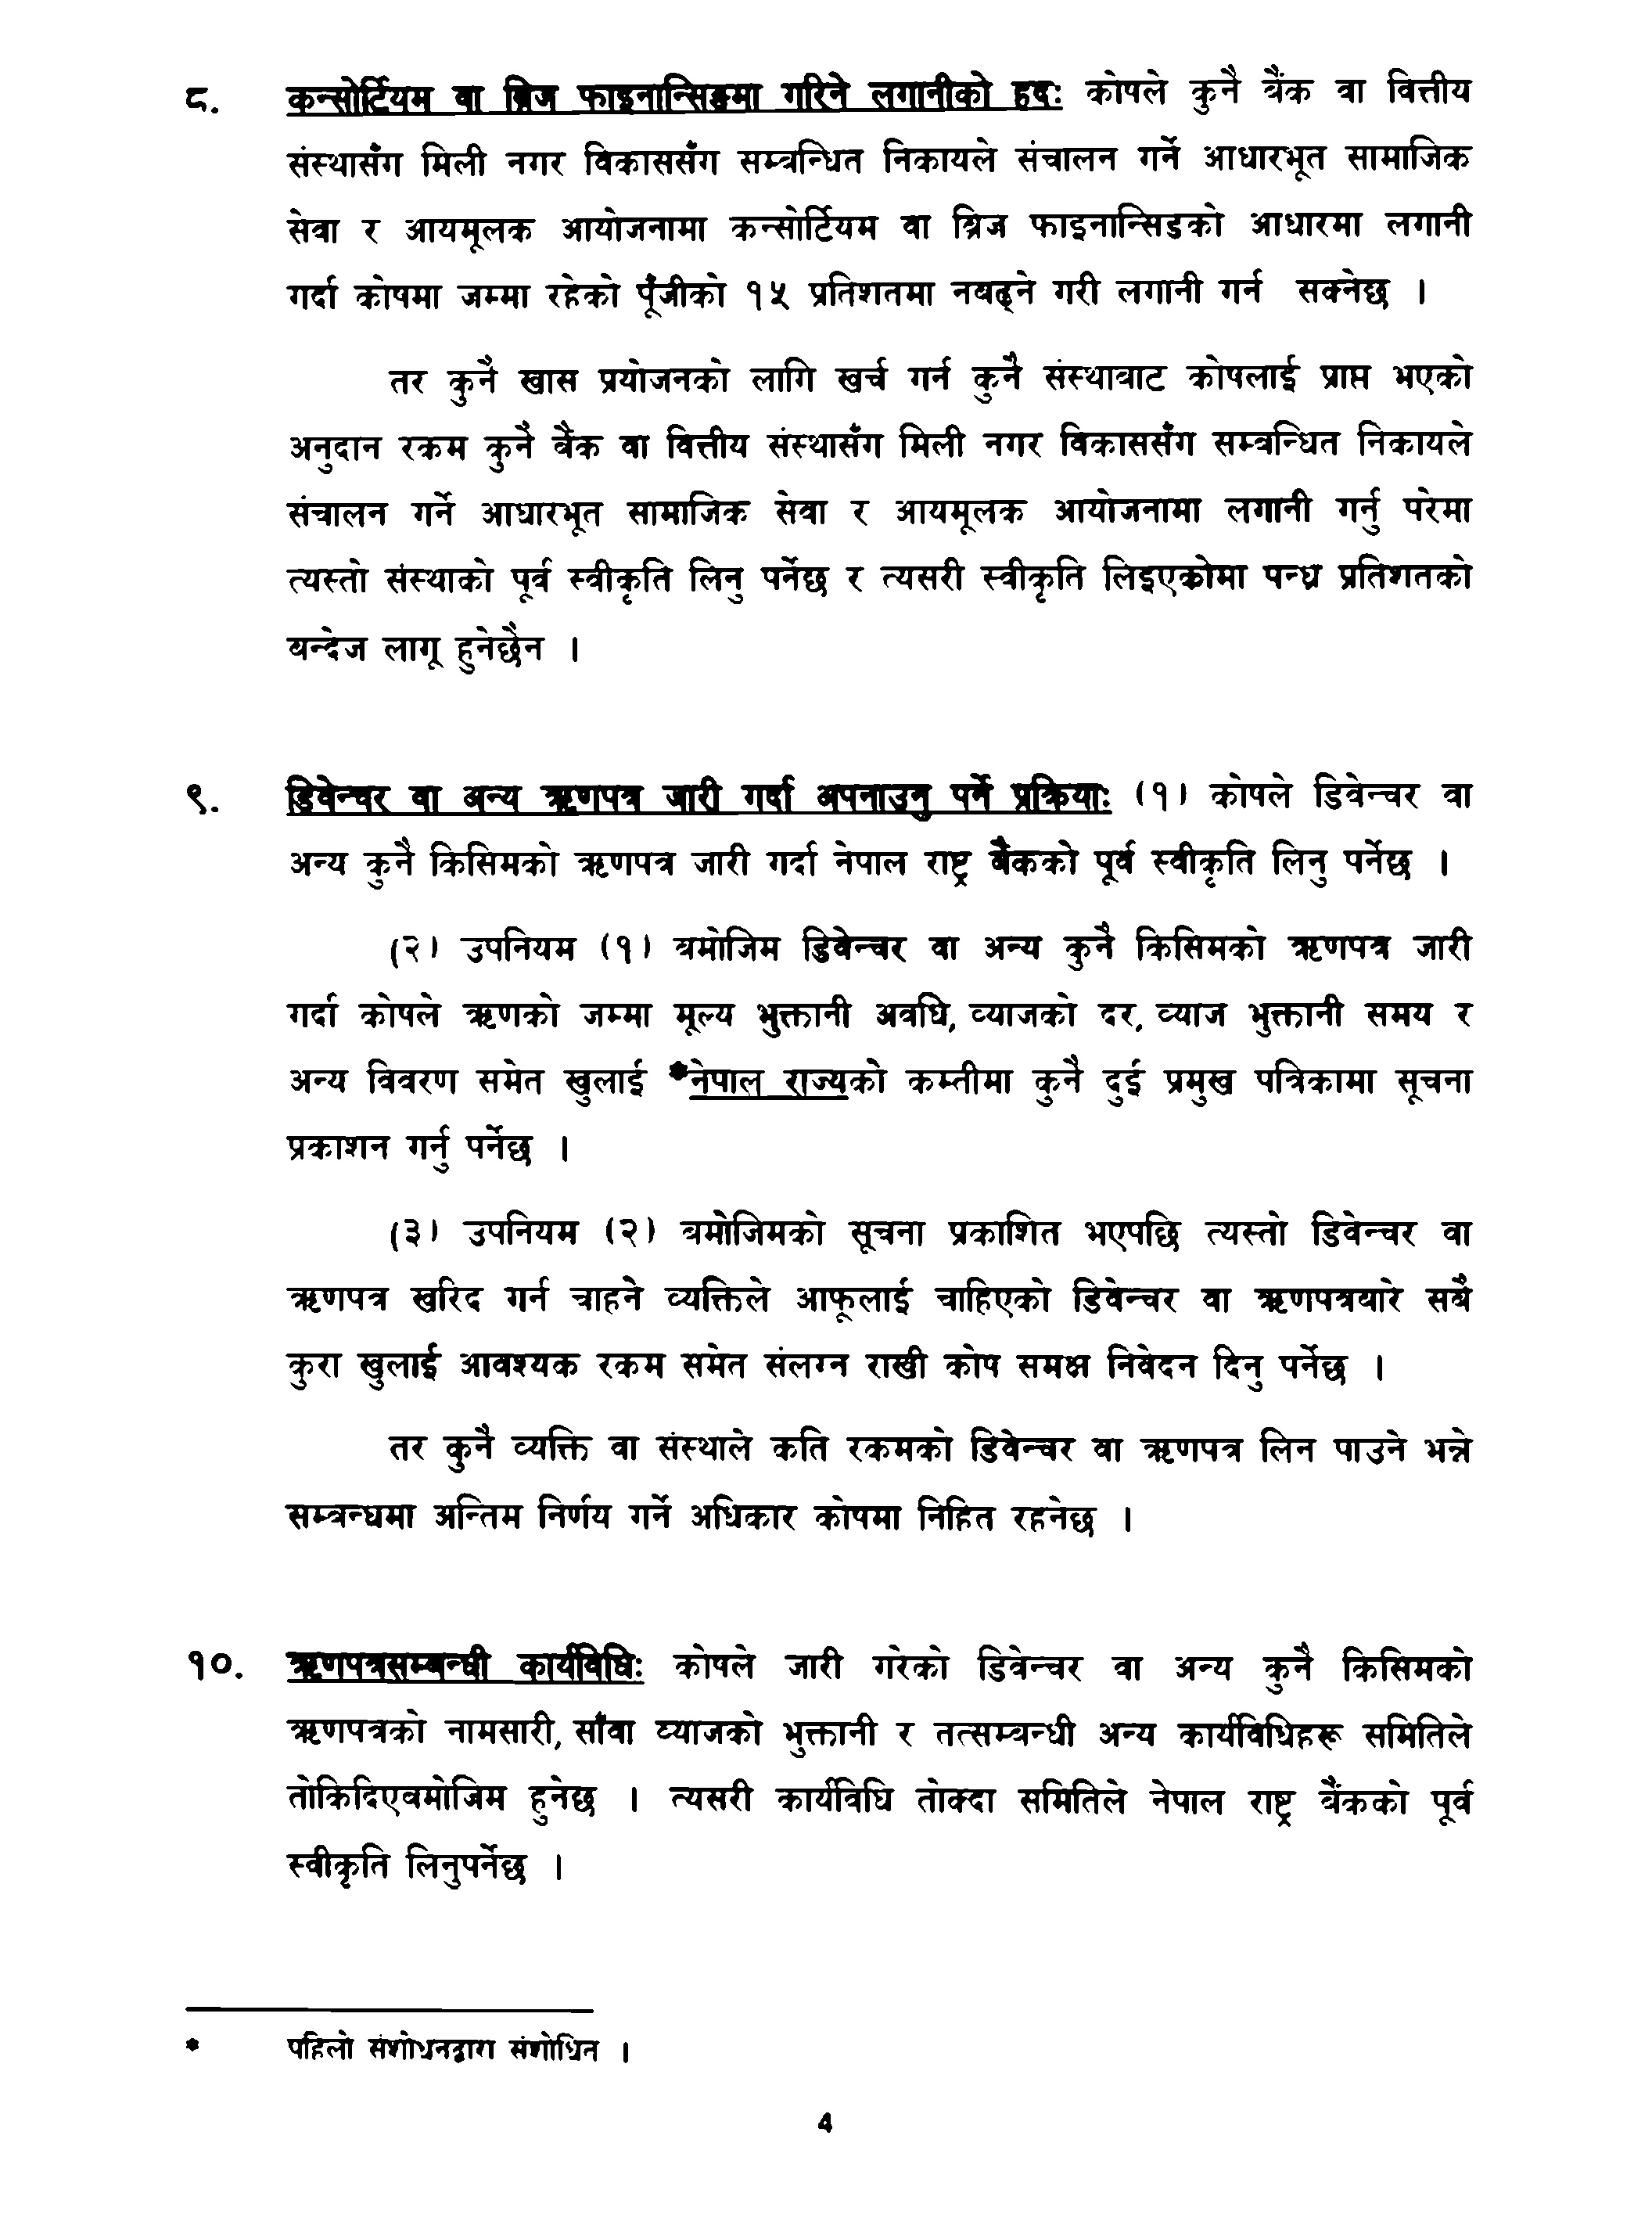 ८. कन्सोर्टियम वा ब्रिज फाइनान्सिङमा गरिने लगानीको हदः कोषले कुनै बैंक वा वित्तीय
संस्थासँग मिली नगर विकाससँग सम्बन्धित निकायले संचालन गर्ने आधारभूत सामाजिक
सेवा र आयमूलक आयोजनामा कन्सोर्टियम वा ब्रिज फाइनान्सिङको आधारमा लगानी
गर्दा कोषमा जम्मा रहेको पूँजीको १५ प्रतिशतमा नबढ्ने गरी लगानी गर्न सक्नेछ ।
तर कुनै खास प्रयोजनको लागि खर्च गर्न कुनै संस्थाबाट कोषलाई प्राप्त भएको
अनुदान रकम कुनै बैंक वा वित्तीय संस्थासँग मिली नगर विकाससँग सम्बन्धित निकायले
संचालन गर्ने आधारभूत सामाजिक सेवा र आयमूलक आयोजनामा लगानी गर्नु परेमा
त्यस्तो संस्थाको पूर्व स्वीकृति लिनु पर्नेछ र त्यसरी स्वीकृति लिइएकोमा पन्ध्र प्रतिशतको
बन्देज लागू हुनेछैन ।
९. डिबेन्चर वा अन्य ऋणपत्र जारी गर्दा अपनाउनु पर्ने प्रक्रियाः (१) कोषले डिबेन्चर वा
अन्य कुनै किसिमको ऋणपत्र जारी गर्दा नेपाल राष्ट्र बैंकको पूर्व स्वीकृति लिनु पर्नेछ ।
(२) उपनियम (१) बमोजिम डिबेन्चर वा अन्य कुनै किसिमको ऋणपत्र जारी
गर्दा कोषले ऋणको जम्मा मूल्य भुक्तानी अवधि, ब्याजको दर, ब्याज भुक्तानी समय र
अन्य विवरण समेत खुलाई *नेपाल राज्यको कम्तीमा कुनै दुई प्रमुख पत्रिकामा सूचना
प्रकाशन गर्नु पर्नेछ ।
(३) उपनियम (२) बमोजिमको सूचना प्रकाशित भएपछि त्यस्तो डिबेन्चर वा
ऋणपत्र खरिद गर्न चाहने व्यक्तिले आफूलाई चाहिएको डिबेन्चर वा ऋणपत्रबारे सबै
कुरा खुलाई आवश्यक रकम समेत संलग्न राखी कोष समक्ष निवेदन दिनु पर्नेछ ।
तर कुनै व्यक्ति वा संस्थाले कति रकमको डिबेन्चर वा ऋणपत्र लिन पाउने भन्ने
सम्बन्धमा अन्तिम निर्णय गर्ने अधिकार कोषमा निहित रहनेछ ।
१०. ऋणपत्रसम्बन्धी कार्यविधिः कोषले जारी गरेको डिबेन्चर वा अन्य कुनै किसिमको
ऋणपत्रको नामसारी, साँवा ब्याजको भुक्तानी र तत्सम्बन्धी अन्य कार्यविधिहरू समितिले
तोकिदिएबमोजिम हुनेछ । त्यसरी कार्यविधि तोक्दा समितिले नेपाल राष्ट्र बैंकको पूर्व
स्वीकृति लिनुपर्नेछ ।
* पहिलो संशोधनद्वारा संशोधित ।
4